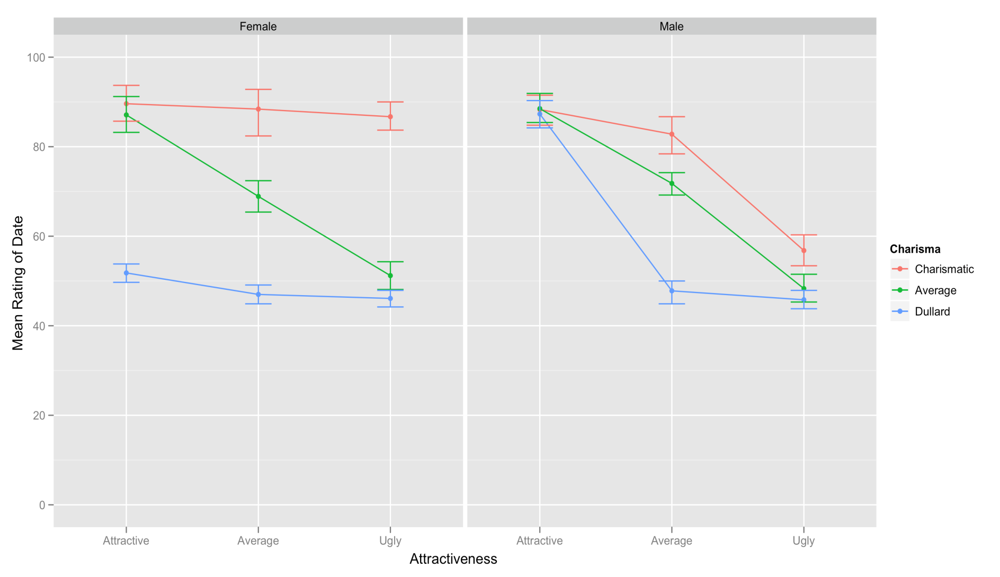 Female
Male
100
80
60
40
20
0
Mean Rating of Date
Attractive
Average
Ugly
Attractive
Average
Ugly
Attractiveness
Charisma
Charismatic
Average
Dullard